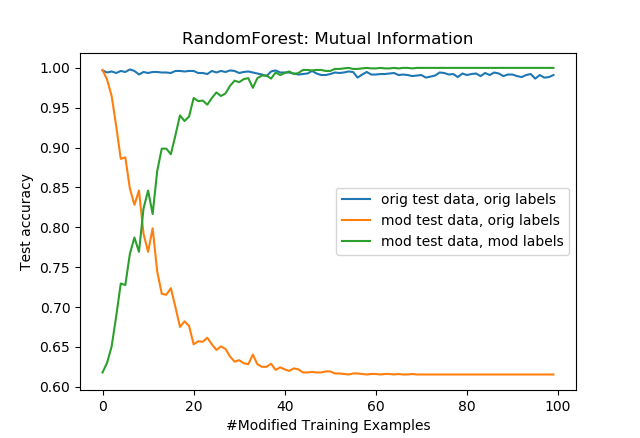 RandomForest: Mutual Information
1.00
0.95
0.90
0.85
0.80
0.75
0.70
0.65
0.60
Test accuracy
orig test data, orig labels
mod test data, orig labels
mod test data, mod labels
0
20
40
60
80
100
#Modified Training Examples